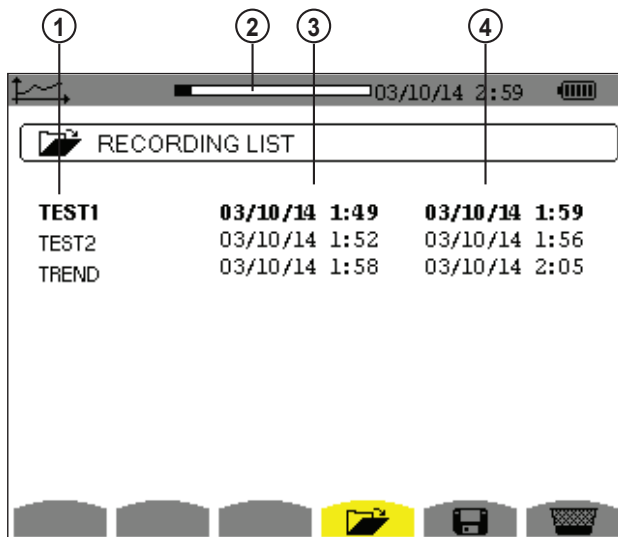 1 2 3 4
03/10/14 2:59
RECORDING LIST
TEST1 03/10/14 1:49 03/10/14 1:59
TEST2 03/10/14 1:52 03/10/14 1:56
TREND 03/10/14 1:58 03/10/14 2:05